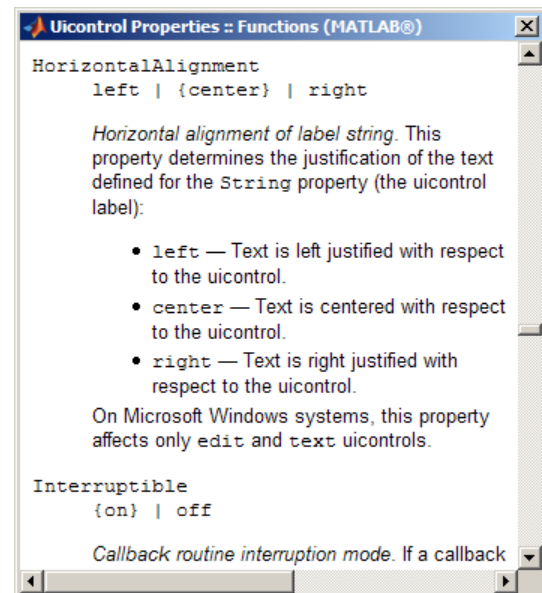 Uicontrol Properties :: Functions (MATLAB®)
HorizontalAlignment
left | {center} | right
Horizontal alignment of label string. This
property determines the justification of the text
defined for the String property (the uicontrol
label):
• left — Text is left justified with respect
to the uicontrol.
• center — Text is centered with respect
to the uicontrol.
• right — Text is right justified with
respect to the uicontrol.
On Microsoft Windows systems, this property
affects only edit and text uicontrols.
Interruptible
{on} | off
Callback routine interruption mode. If a callback